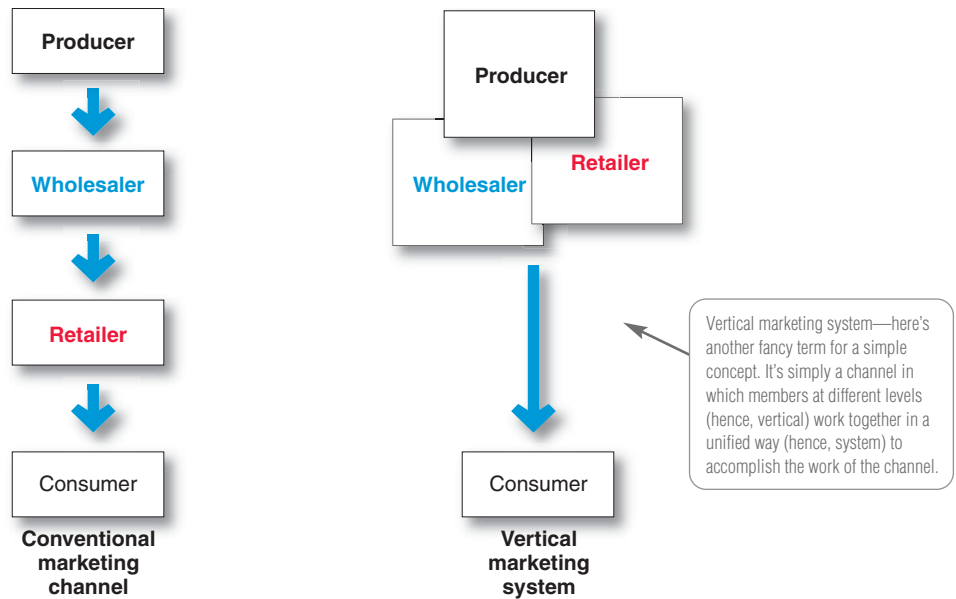 Producer
Wholesaler
Retailer
Consumer
Conventional
marketing
channel
Producer
Wholesaler
Retailer
Consumer
Vertical
marketing
system
Vertical marketing system—here's
another fancy term for a simple
concept. It's simply a channel in
which members at different levels
(hence, vertical) work together in a
unified way (hence, system) to
accomplish the work of the channel.